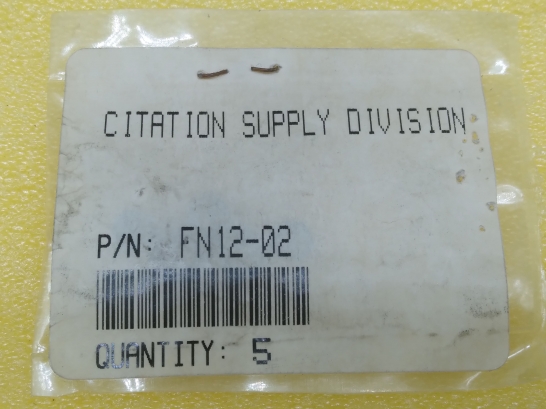 CITATION SUPPLY DIVISION
P/N: FN12-02
QUANTITY: 5